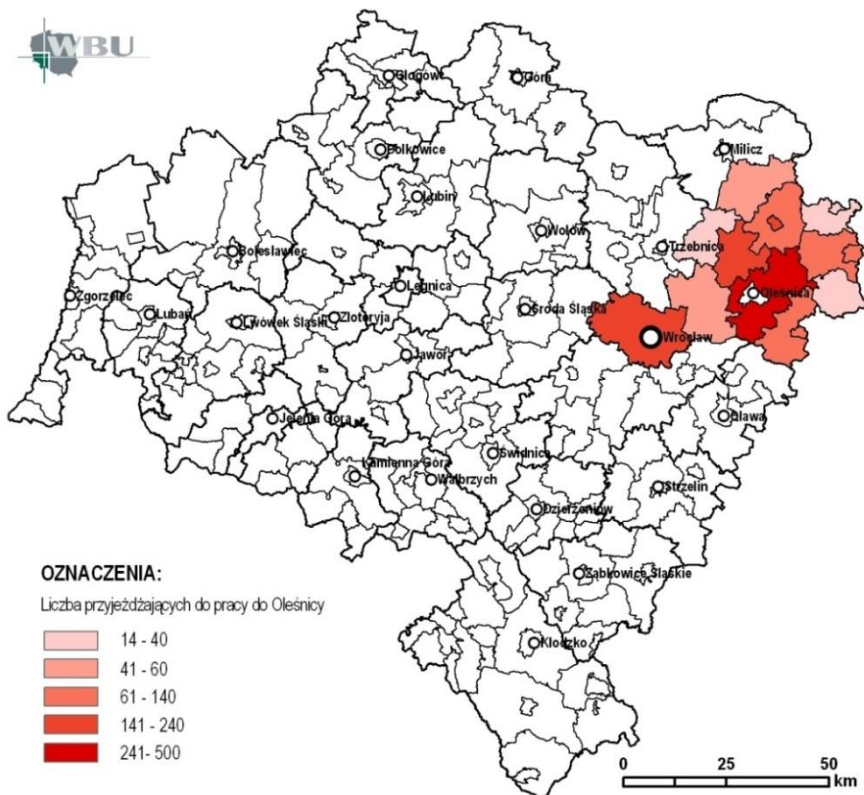 WBU
Głogów
Góra
Polkowice
Milicz
Lubin
Wołów
Trzebnica
Bolesławiec
Zgorzelec
Legnica
Oleśnica
Lubań
Lwówek Śląski
Złotoryja
Środa Śląska
Wrocław
Jawor
Jelenia Góra
Oława
Kamienna Góra
Świdnica
Wałbrzych
Strzelin
Dzierżoniów
Ząbkowice Śląskie
Kłodzko
OZNACZENIA:
Liczba przyjeżdżających do pracy do Oleśnicy
14 - 40
41 - 60
61 - 140
141 - 240
241- 500
0 25 50
km